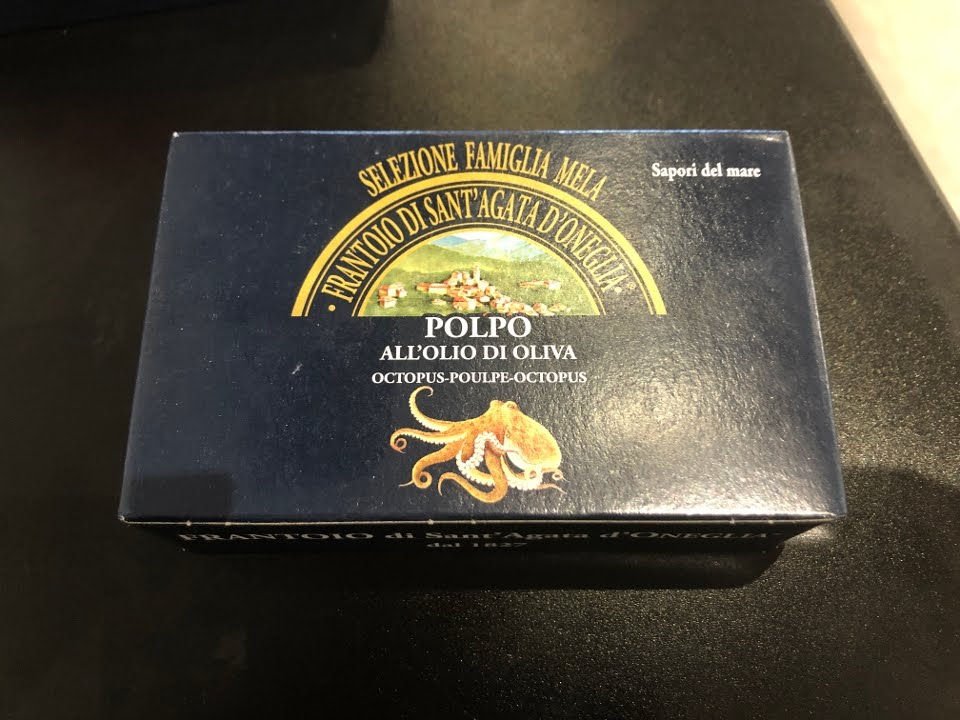 SELEZIONE FAMIGLIA MELA
Sapori del mare
· FRANTOIO DI SANT'AGATA D'ONEGLIA ·®
POLPO
ALL'OLIO DI OLIVA
OCTOPUS-POULPE-OCTOPUS
FRANTOIO di Sant'Agata d'ONEGLIA
dal 1827